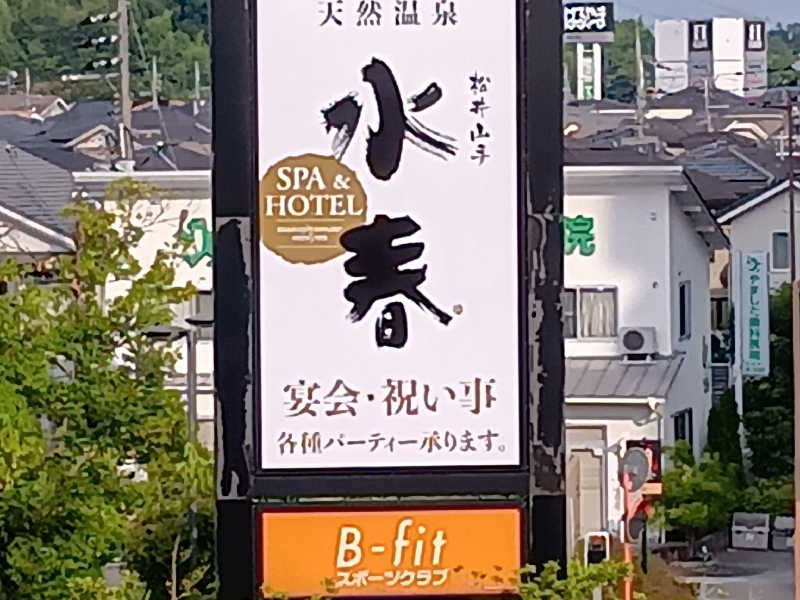 天然温泉
松井山手
水春
SPA &
HOTEL
宴会・祝い事
各種パーティー承ります。
B-fit
スポーツクラブ
院